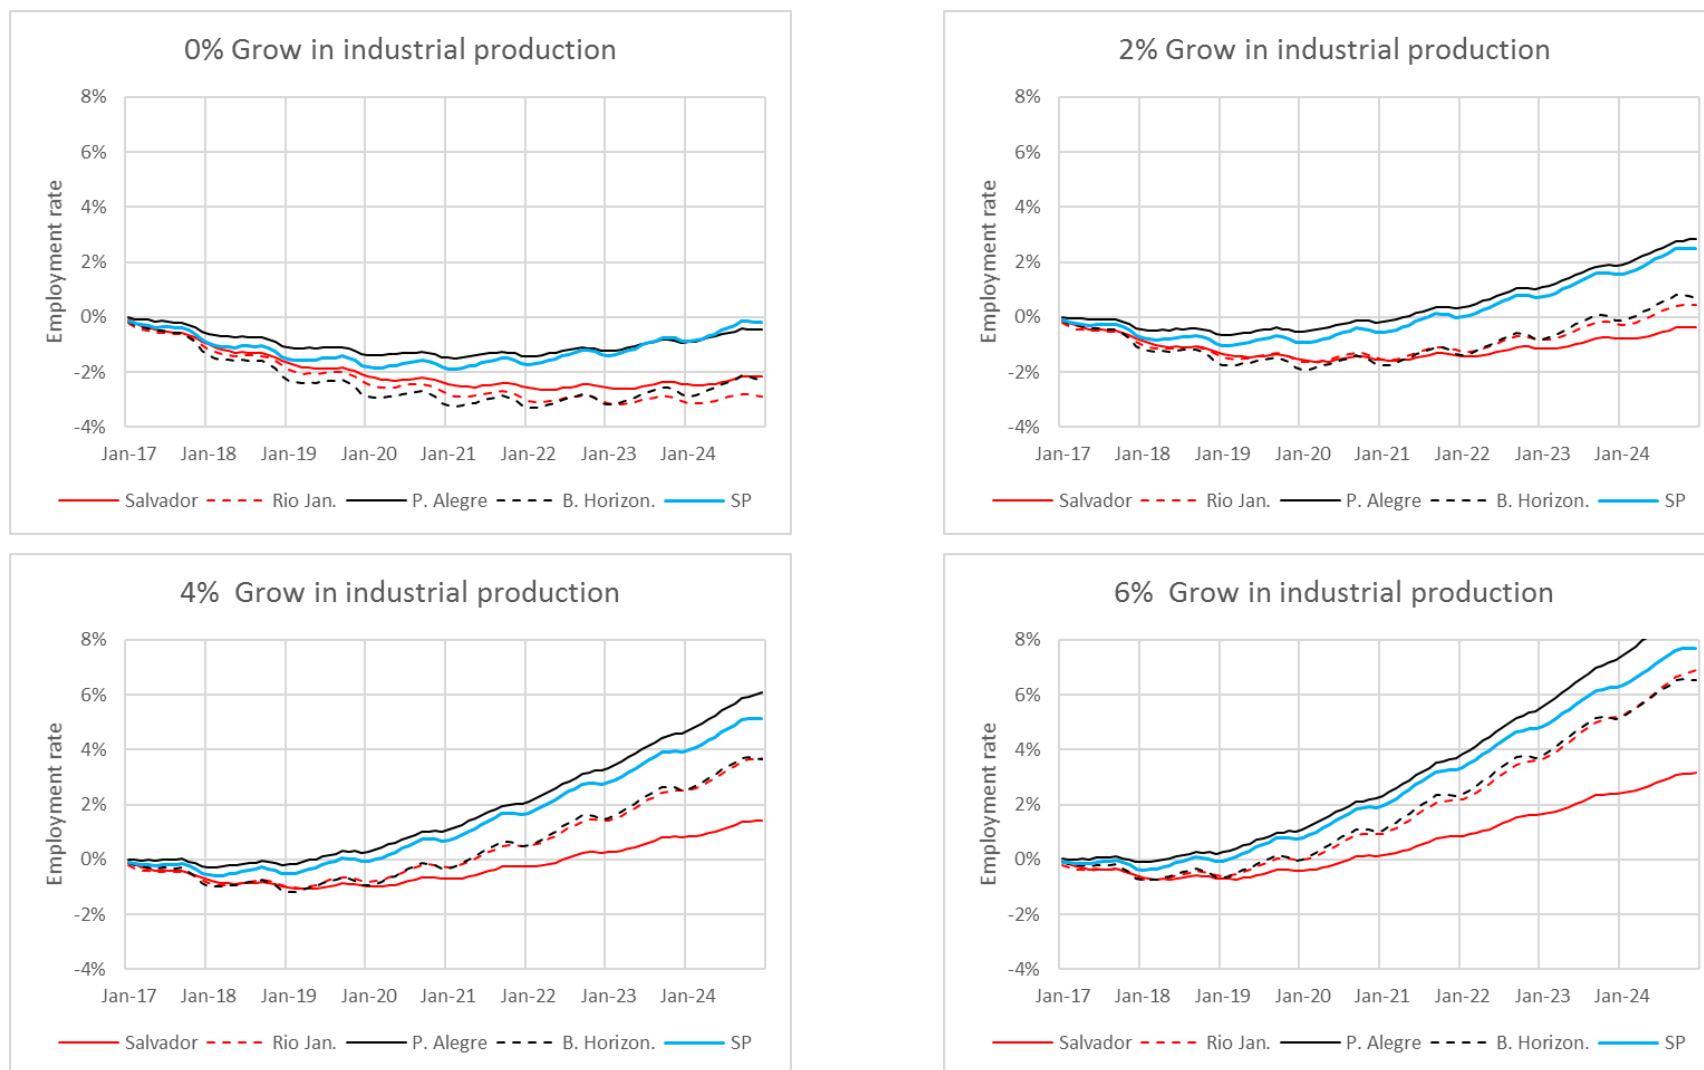 0% Grow in industrial production
8%
6%
4%
2%
0%
-2%
-4%
Employment rate
Jan-17 Jan-18 Jan-19 Jan-20 Jan-21 Jan-22 Jan-23 Jan-24
Salvador Rio Jan. P. Alegre B. Horizon. SP
2% Grow in industrial production
8%
6%
4%
2%
0%
-2%
-4%
Employment rate
Jan-17 Jan-18 Jan-19 Jan-20 Jan-21 Jan-22 Jan-23 Jan-24
Salvador Rio Jan. P. Alegre B. Horizon. SP
4% Grow in industrial production
8%
6%
4%
2%
0%
-2%
-4%
Employment rate
Jan-17 Jan-18 Jan-19 Jan-20 Jan-21 Jan-22 Jan-23 Jan-24
Salvador Rio Jan. P. Alegre B. Horizon. SP
6% Grow in industrial production
8%
6%
4%
2%
0%
-2%
-4%
Employment rate
Jan-17 Jan-18 Jan-19 Jan-20 Jan-21 Jan-22 Jan-23 Jan-24
Salvador Rio Jan. P. Alegre B. Horizon. SP